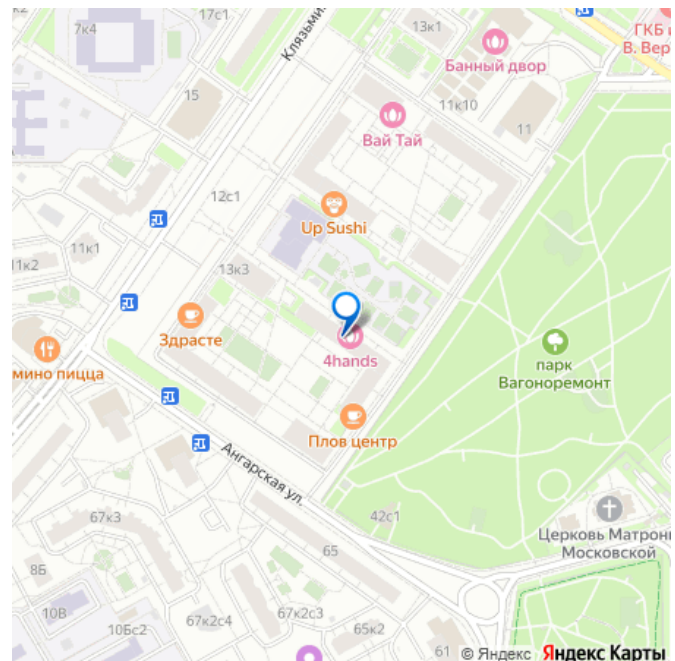 7к4
17с1
13к1
ГКБ и
В. Вер
Клязьми
Банный двор
15
11к10
11
Вай Тай
12с1
Up Sushi
11к1
11к2
13к3
Здрасте
4hands
парк
Вагоноремонт
мино пицца
Плов центр
Ангарская ул.
67к3
42с1
Церковь Матроны
Московской
65
8Б
10В
10Бс2
67к2с4
67к2с3
65к2
61
© Яндекс Яндекс Карты